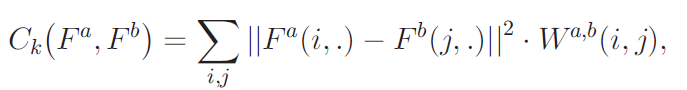 $C_k(F^a, F^b) = \sum_{i,j} ||F^a(i,.) - F^b(j,.)||^2 \cdot W^{a,b}(i,j),$